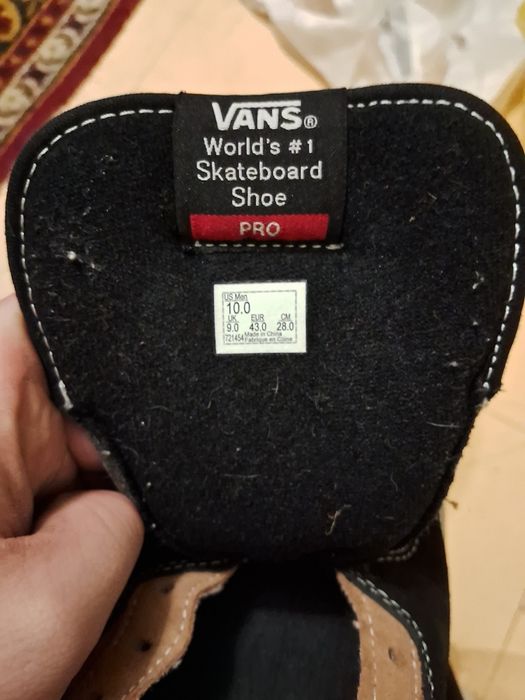 VANS®
World's #1
Skateboard
Shoe
PRO
US Men
10.0
UK EUR CM
9.0 43.0 28.0
721454 Made in China
Fabriqué en Chine